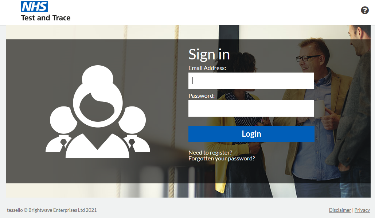 NHS
Test and Trace
Sign in
Email Address:
Password:
Login
Need to register?
Forgotten your password?
tessello © Brightwave Enterprises Ltd 2021
Disclaimer | Privacy